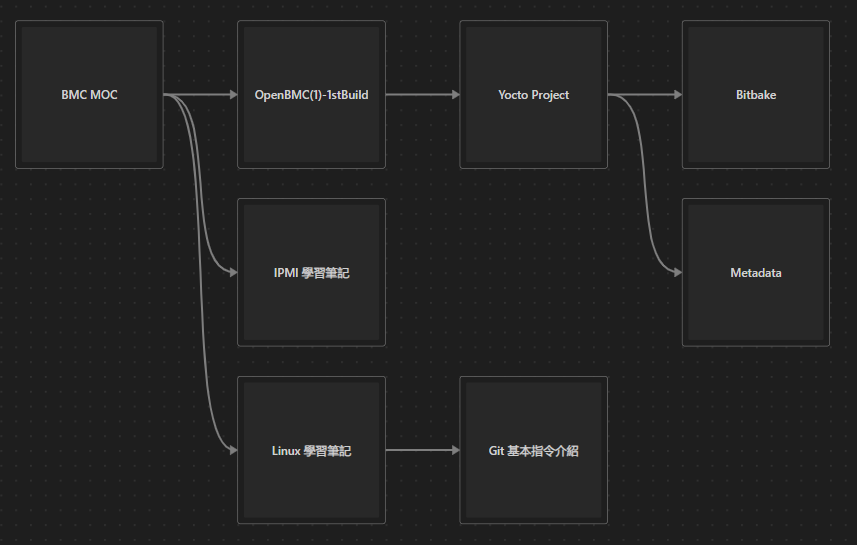 BMC MOC
OpenBMC(1)-1stBuild
Yocto Project
Bitbake
IPMI 學習筆記
Metadata
Linux 學習筆記
Git 基本指令介紹